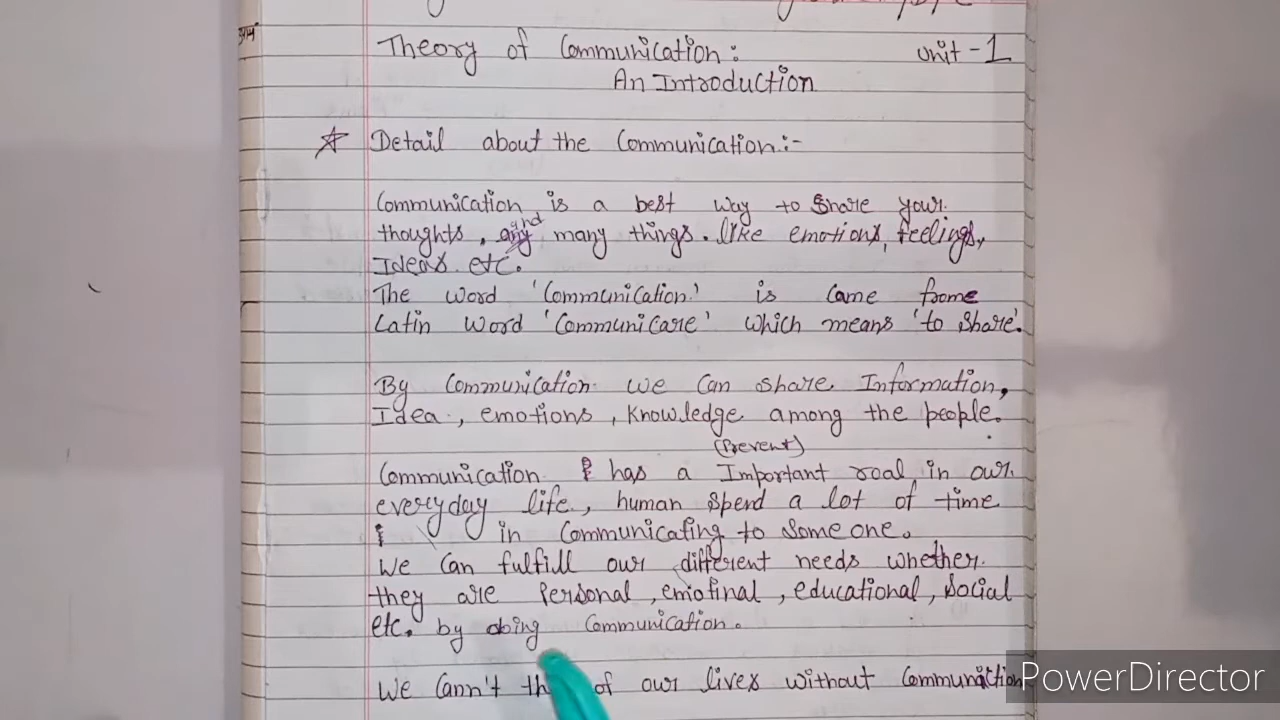 Theory of Communication: Unit - 1
An Introduction
Detail about the Communication:-
Communication is a best way to share your
thoughts, and many things. like emotions, feelings,
Ideas etc.
The word 'Communication' is came frome
Latin word 'Communicare' which means 'to share'.
By Communication we can share Information,
Idea, emotions, knowledge among the people.
(Prevent)
Communication has a Important roal in our
everyday life, human spend a lot of time
in Communicating to someone.
We can fulfill our different needs whether
they are Personal, emotinal, educational, social
etc. by doing Communication.
We cann't of our lives without Communication
PowerDirector